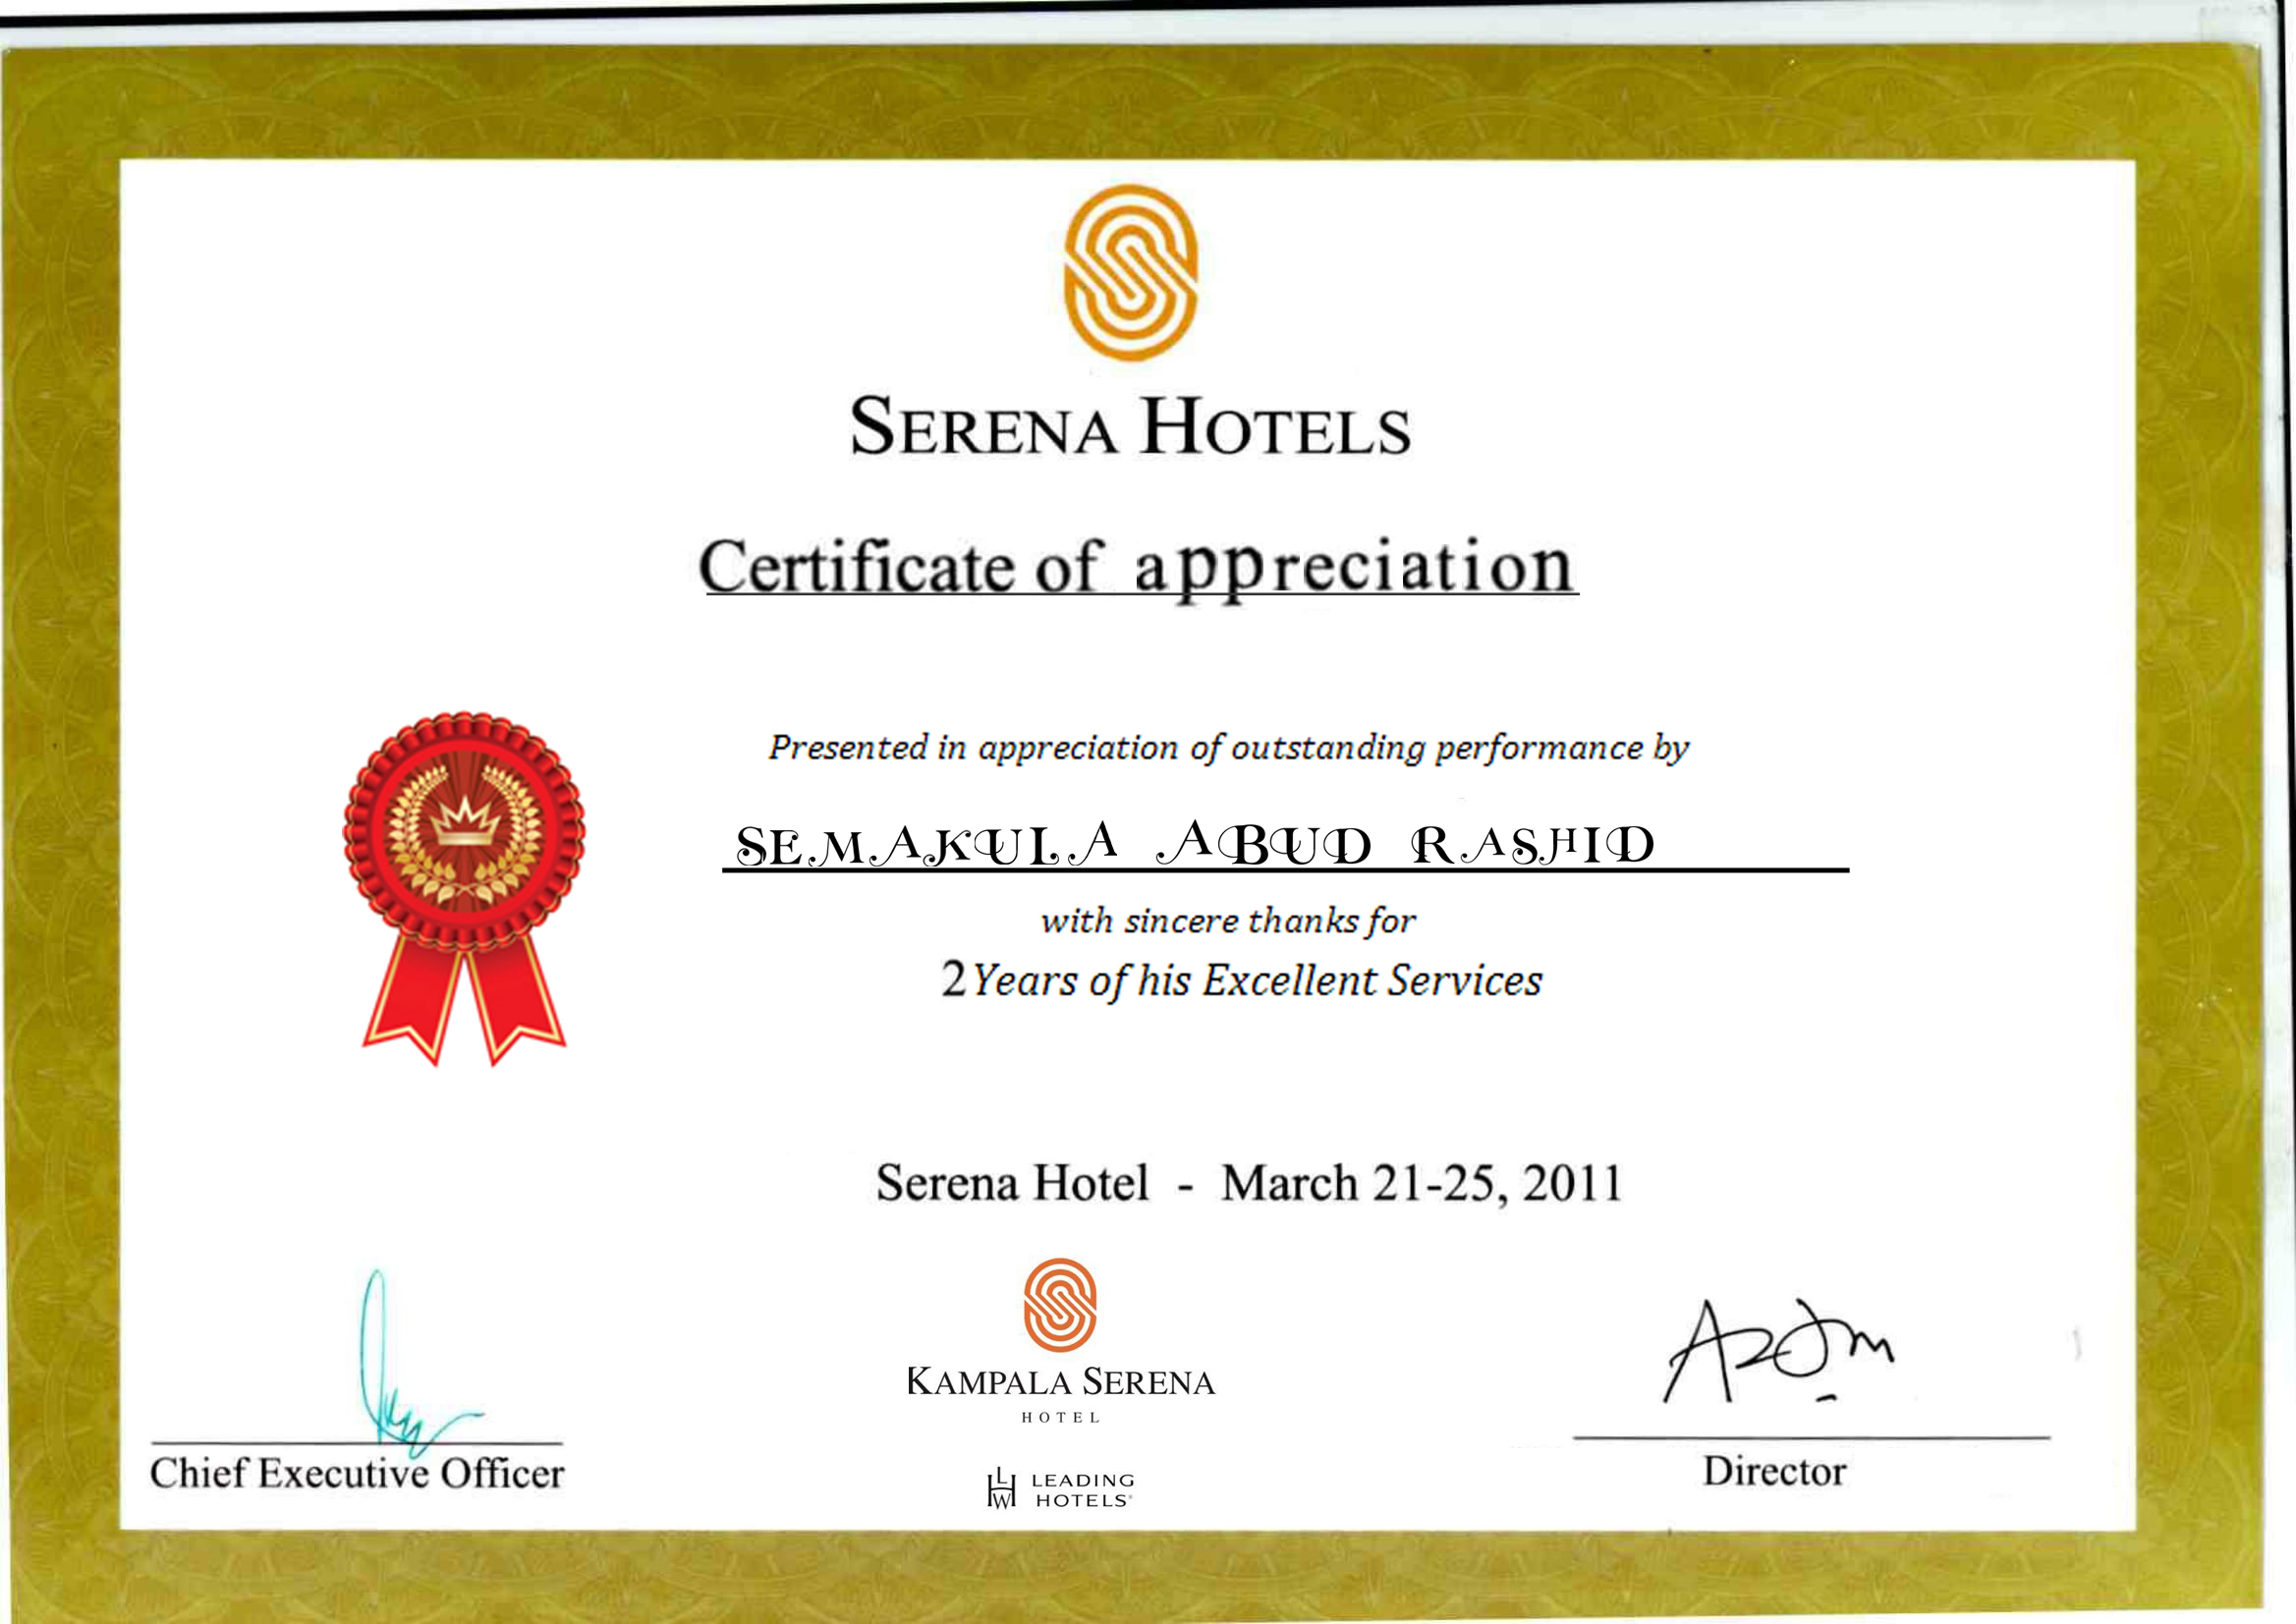 SERENA HOTELS
Certificate of appreciation
Presented in appreciation of outstanding performance by
SEMAKULA ABUD RASHID
with sincere thanks for
2 Years of his Excellent Services
Serena Hotel - March 21-25, 2011
KAMPALA SERENA
HOTEL
Chief Executive Officer
Director
LHW LEADING
HOTELS